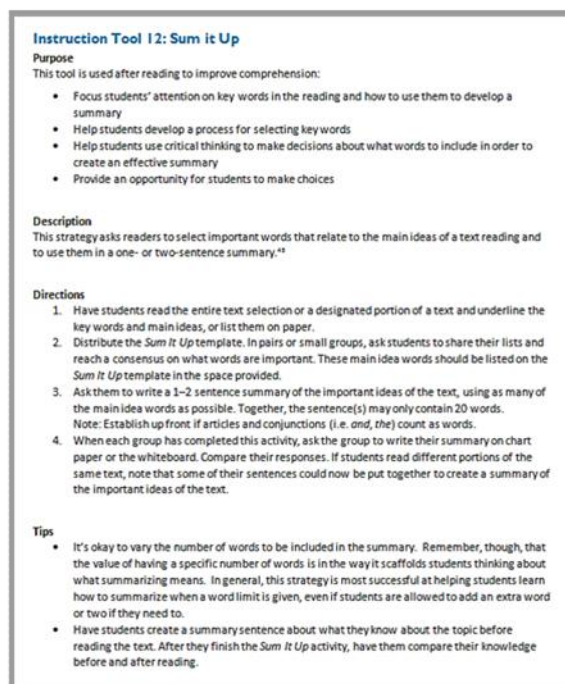 Instruction Tool 12: Sum it Up
Purpose
This tool is used after reading to improve comprehension:
• Focus students' attention on key words in the reading and how to use them to develop a
summary
• Help students develop a process for selecting key words
• Help students use critical thinking to make decisions about what words to include in order to
create an effective summary
• Provide an opportunity for students to make choices
Description
This strategy asks readers to select important words that relate to the main ideas of a text reading and
to use them in a one- or two-sentence summary.
Directions
1. Have students read the entire text selection or a designated portion of a text and underline the
key words and main ideas, or list them on paper.
2. Distribute the Sum It Up template. In pairs or small groups, ask students to share their lists and
reach a consensus on what words are important. These main idea words should be listed on the
Sum It Up template in the space provided.
3. Ask them to write a 1–2 sentence summary of the important ideas of the text, using as many of
the main idea words as possible. Together, the sentence(s) may only contain 20 words.
Note: Establish up front if articles and conjunctions (i.e. and, the) count as words.
4. When each group has completed this activity, ask the group to write their summary on chart
paper or the whiteboard. Compare their responses. If students read different portions of the
same text, note that some of their sentences could now be put together to create a summary of
the important ideas of the text.
Tips
• It's okay to vary the number of words to be included in the summary. Remember, though, that
the value of having a specific number of words is in the way it scaffolds students thinking about
what summarizing means. In general, this strategy is most successful at helping students learn
how to summarize when a word limit is given, even if students are allowed to add an extra word
or two if they need to.
• Have students create a summary sentence about what they know about the topic before
reading the text. After they finish the Sum It Up activity, have them compare their knowledge
before and after reading.